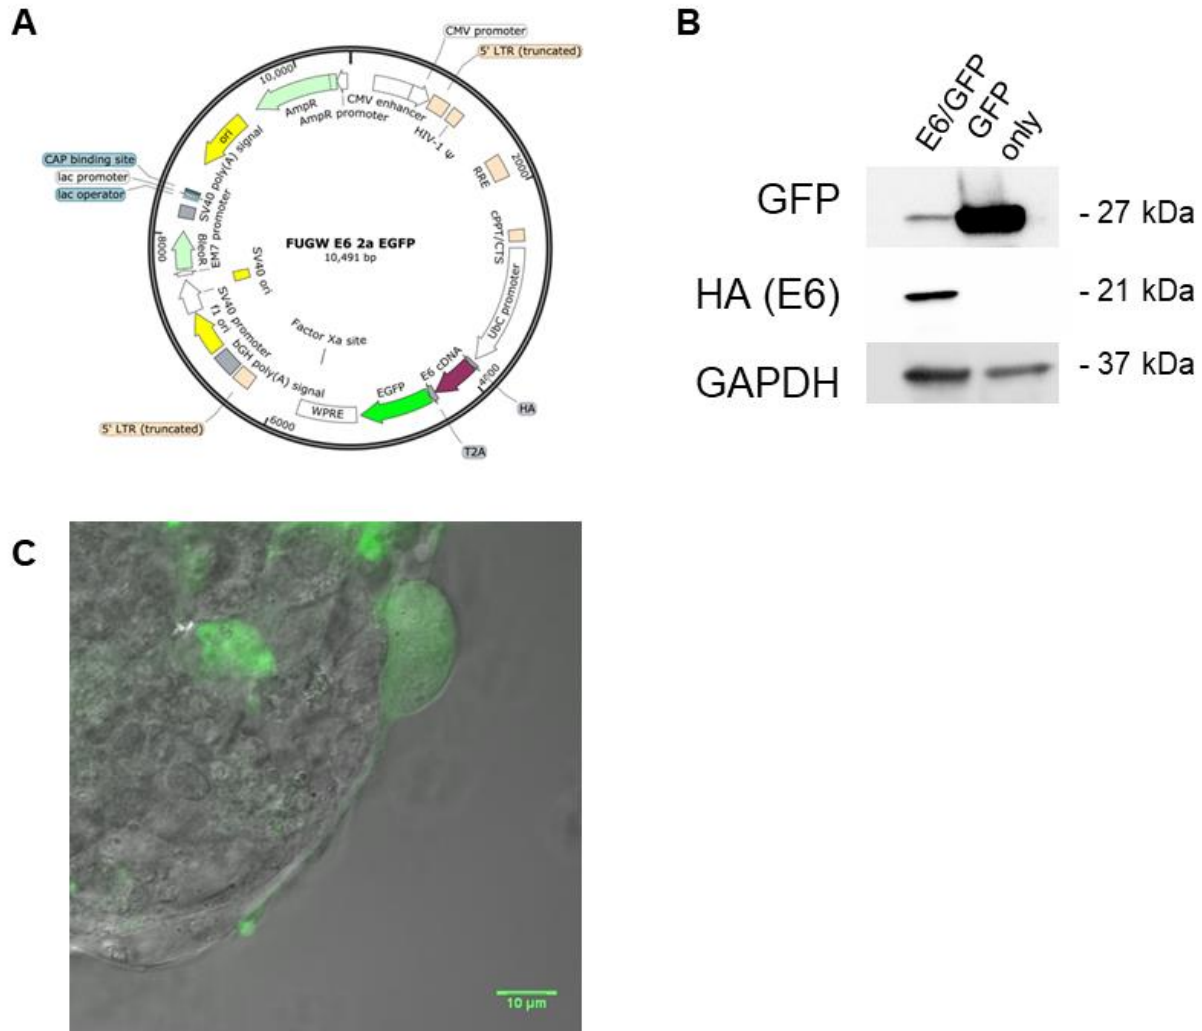 A
CMV promoter
5' LTR (truncated)
10,000
AmpR
AmpR promoter
CMV enhancer
HIV-1 Ψ
ori
SV40 poly(A) signal
CAP binding site
lac promoter
lac operator
2000
RRE
cPPT/CTS
8000
BleoR
EM7 promoter
SV40 ori
FUGW E6 2a EGFP
10,491 bp
UbC promoter
SV40 promoter
f1 ori
bGH poly(A) signal
Factor Xa site
E6 cDNA
4000
EGFP
WPRE
HA
5' LTR (truncated)
6000
T2A
B
E6/GFP
GFP
only
GFP
- 27 kDa
HA (E6)
- 21 kDa
GAPDH
- 37 kDa
C
10 µm